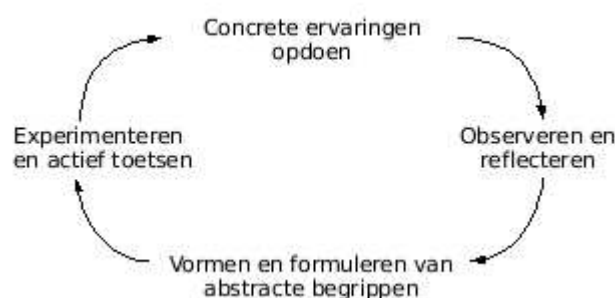 Concrete ervaringen
opdoen
Experimenteren
en actief toetsen
Observeren en
reflecteren
Vormen en formuleren van
abstracte begrippen